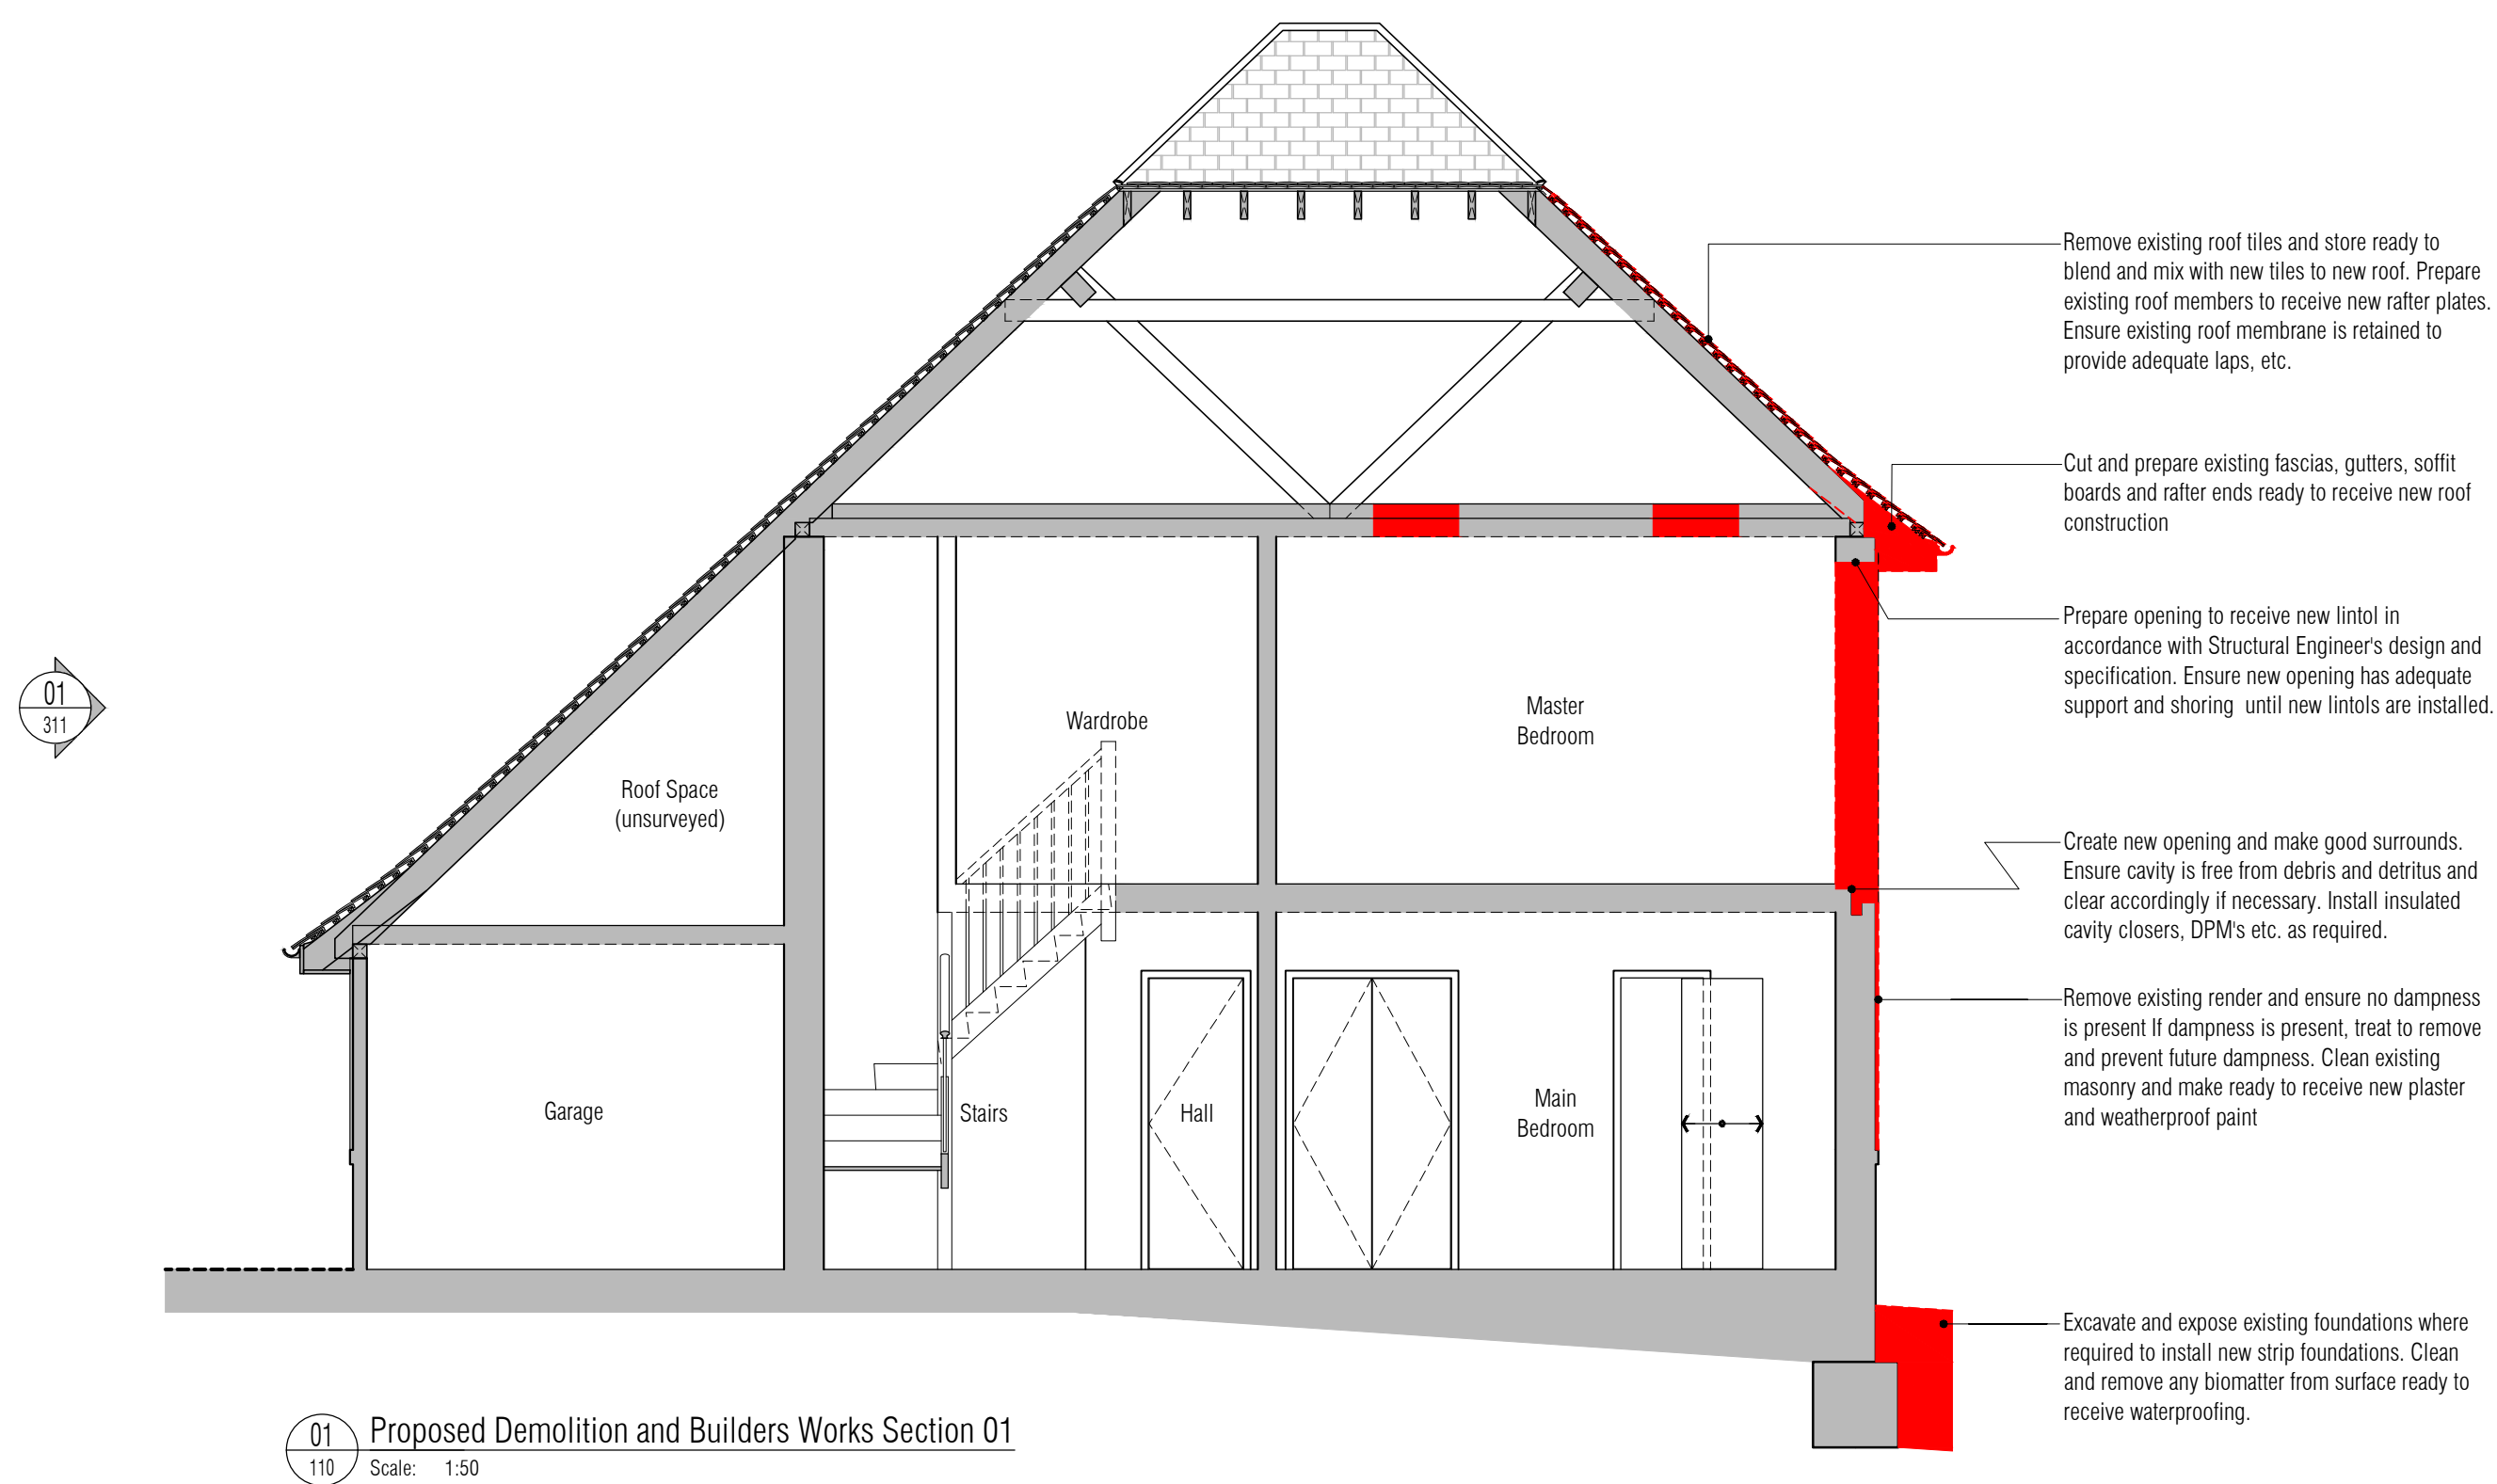 Remove existing roof tiles and store ready to
blend and mix with new tiles to new roof. Prepare
existing roof members to receive new rafter plates.
Ensure existing roof membrane is retained to
provide adequate laps, etc.
Cut and prepare existing fascias, gutters, soffit
boards and rafter ends ready to receive new roof
construction
Prepare opening to receive new lintol in
accordance with Structural Engineer's design and
specification. Ensure new opening has adequate
support and shoring  until new lintols are installed.
01
311
Wardrobe
Master
Bedroom
Roof Space
(unsurveyed)
Create new opening and make good surrounds.
Ensure cavity is free from debris and detritus and
clear accordingly if necessary. Install insulated
cavity closers, DPM's etc. as required.
Remove existing render and ensure no dampness
is present If dampness is present, treat to remove
and prevent future dampness. Clean existing
masonry and make ready to receive new plaster
and weatherproof paint
Garage
Stairs
Hall
Main
Bedroom
Excavate and expose existing foundations where
required to install new strip foundations. Clean
and remove any biomatter from surface ready to
receive waterproofing.
01
110
Proposed Demolition and Builders Works Section 01
Scale: 1:50